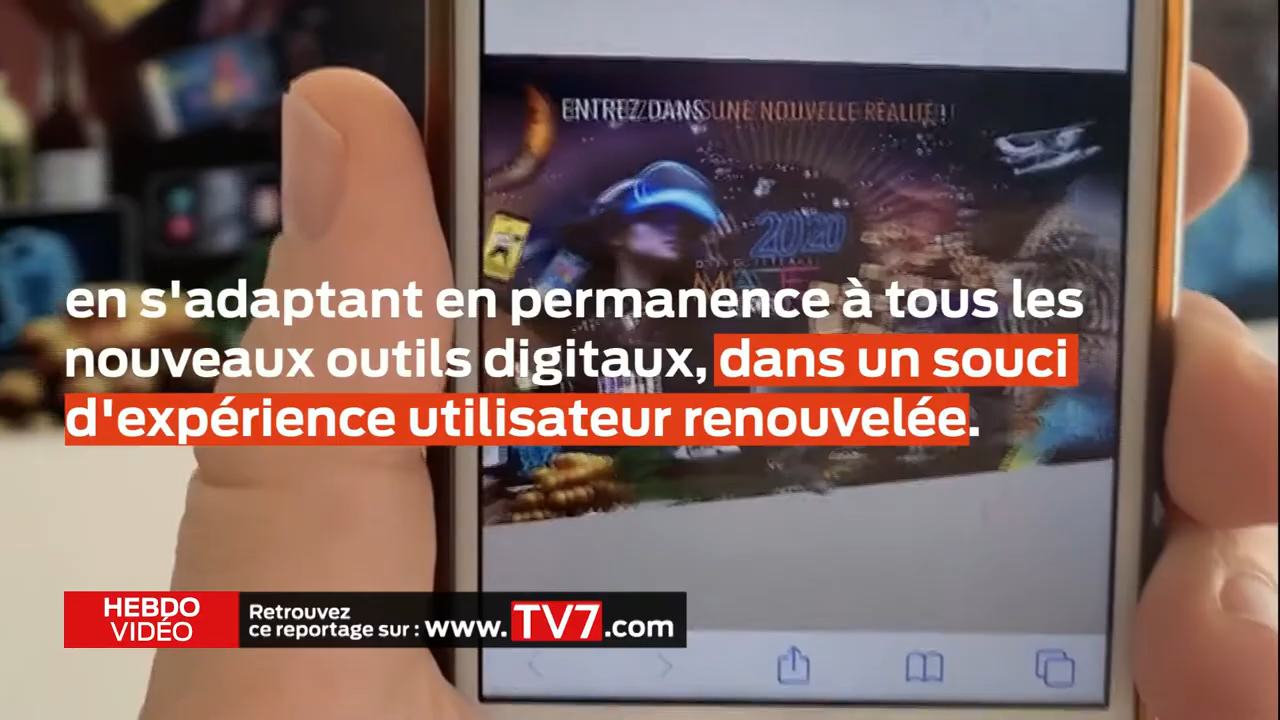 ENTREZ DANS UNE NOUVELLE RÉALITÉ !
2020
en s'adaptant en permanence à tous les
nouveaux outils digitaux, dans un souci
d'expérience utilisateur renouvelée.
HEBDO
VIDÉO
Retrouvez
ce reportage sur : www.TV7.com